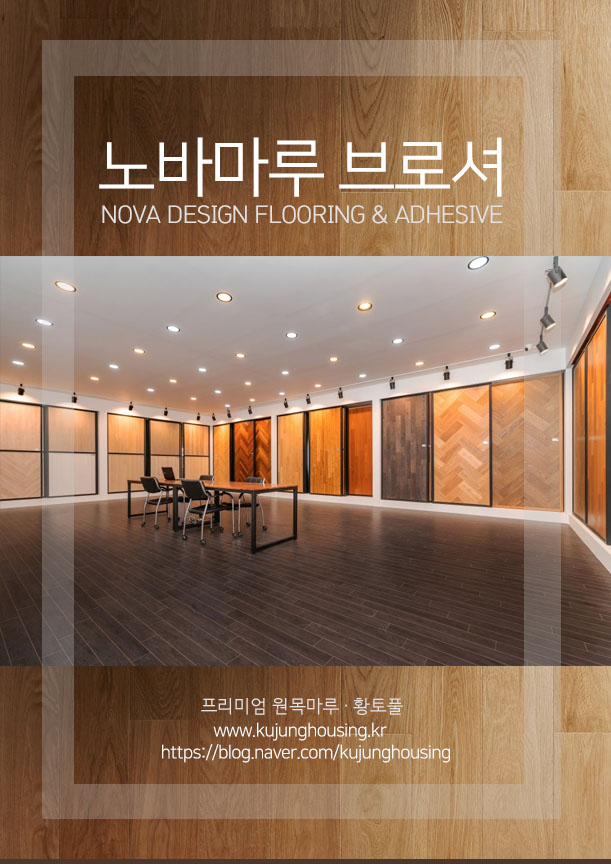 노바마루 브로셔
NOVA DESIGN FLOORING & ADHESIVE
프리미엄 원목마루 · 황토풀
www.kujunghousing.kr
https://blog.naver.com/kujunghousing